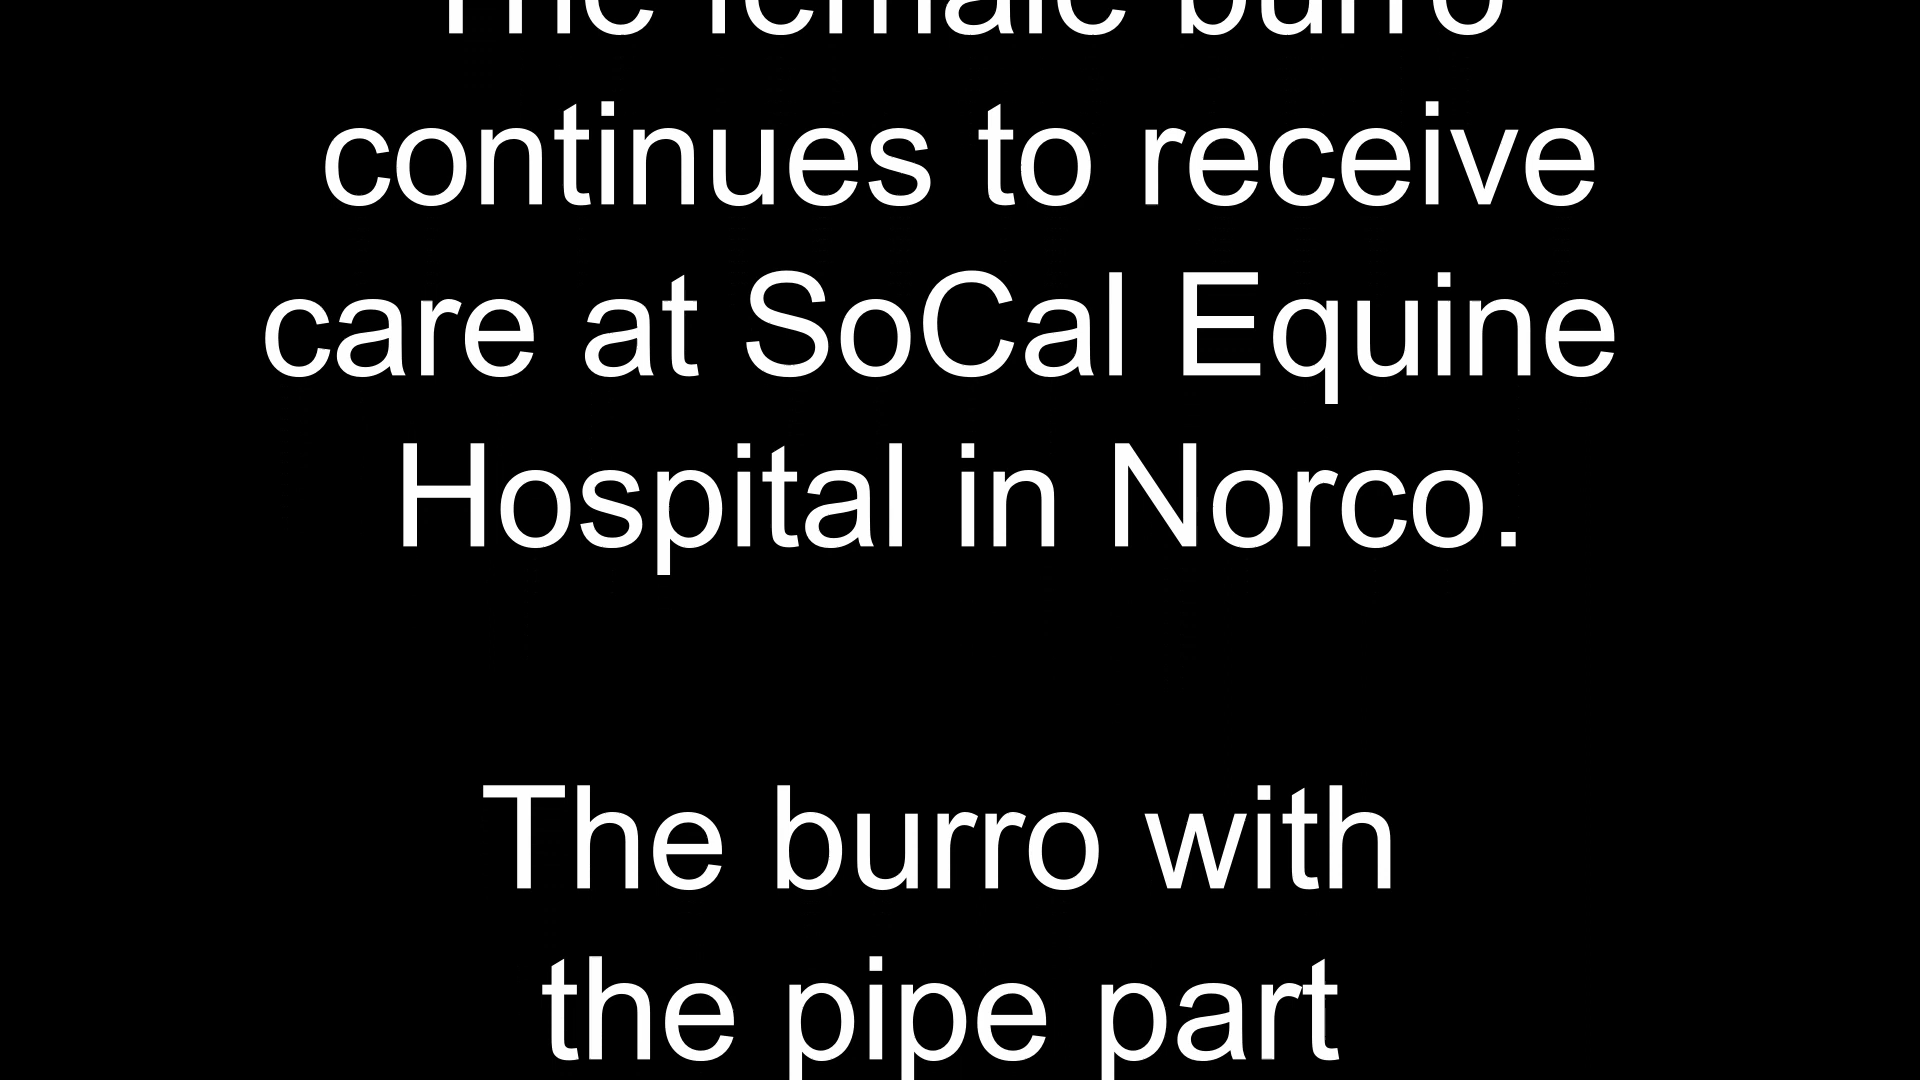 The female burro
continues to receive
care at SoCal Equine
Hospital in Norco.
The burro with
the pipe part